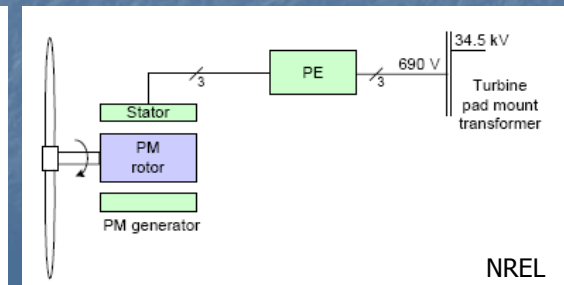 34.5 kV
690 V
PE
3
3
Turbine
pad mount
transformer
Stator
PM
rotor
PM generator
NREL